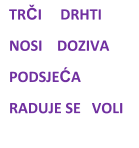 TRČI DRHTI
NOSI DOZIVA
PODSJEĆA
RADUJE SE VOLI